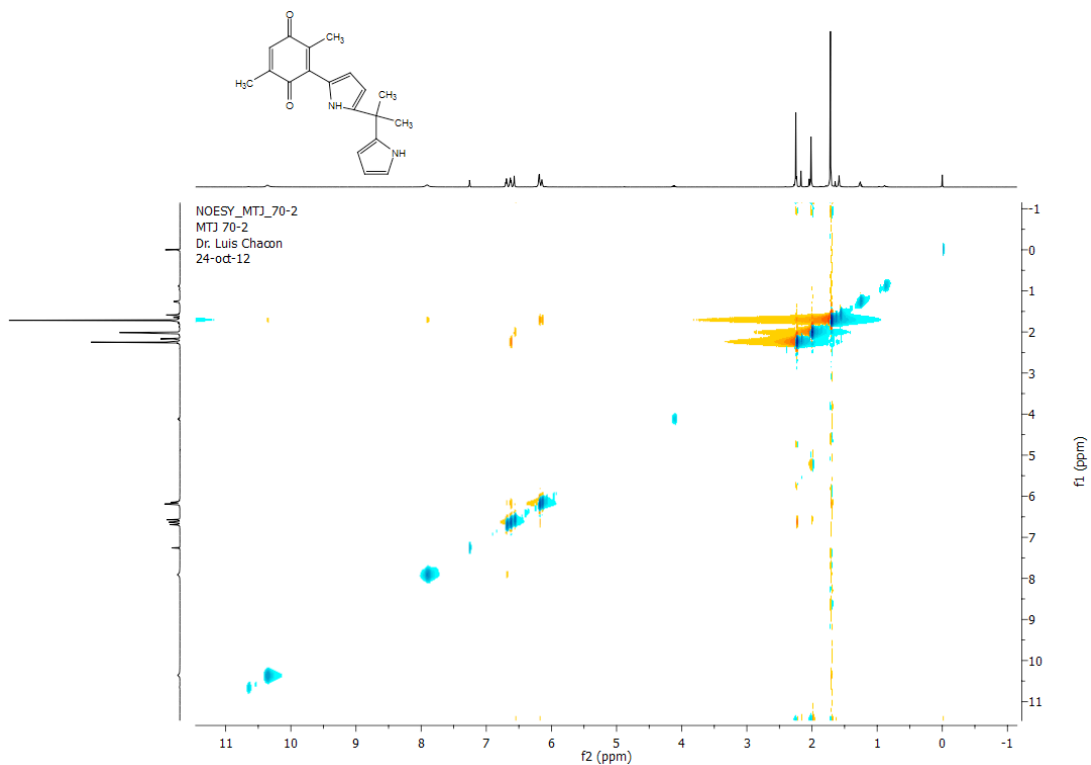 O
CH3
H3C
O
NH
CH3
CH3
NH
NOESY_MTJ_70-2
MTJ 70-2
Dr. Luis Chacon
24-oct-12
-1
0
1
2
3
4
5
6
7
8
9
10
11
f1 (ppm)
11 10 9 8 7 6 5 4 3 2 1 0 -1
f2 (ppm)